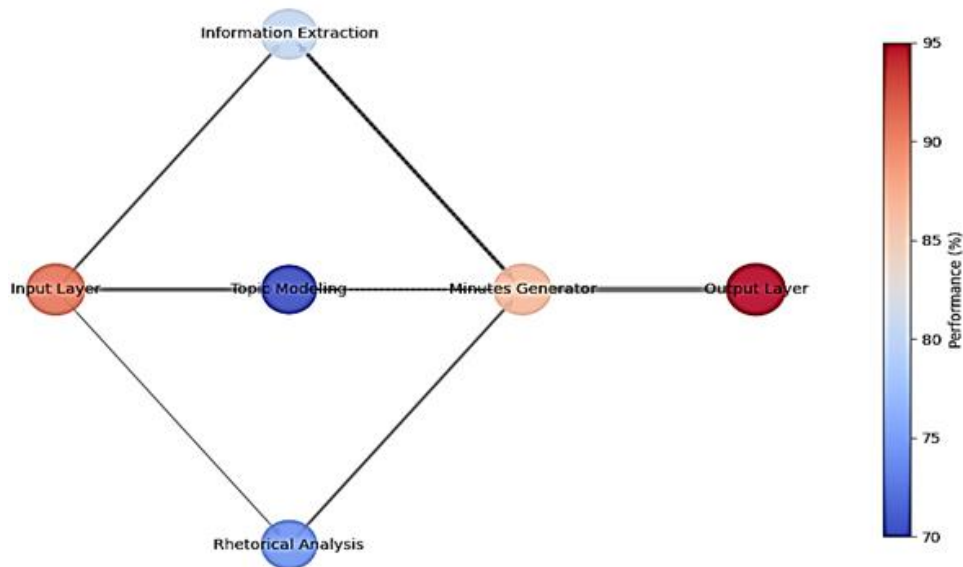 Information Extraction
Input Layer
Topic Modeling
Minutes Generator
Output Layer
Rhetorical Analysis
95
90
85
80
75
70
Performance (%)